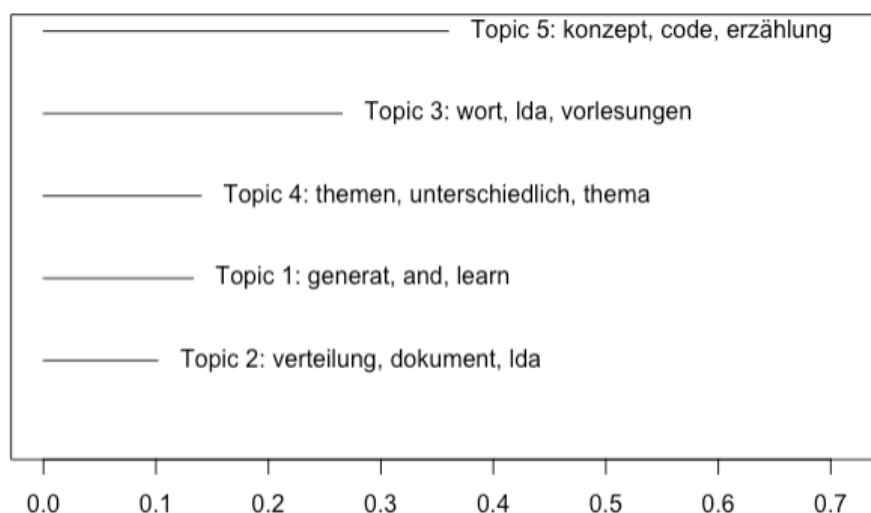 Topic 5: konzept, code, erzählung
Topic 3: wort, lda, vorlesungen
Topic 4: themen, unterschiedlich, thema
Topic 1: generat, and, learn
Topic 2: verteilung, dokument, lda
0.0 0.1 0.2 0.3 0.4 0.5 0.6 0.7